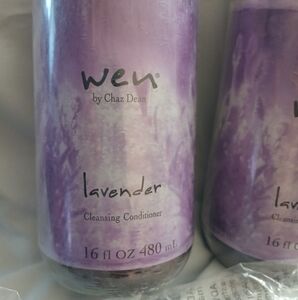 wen®
by Chaz Dean
lavender
Cleansing Conditioner
16 fl OZ 480 mL